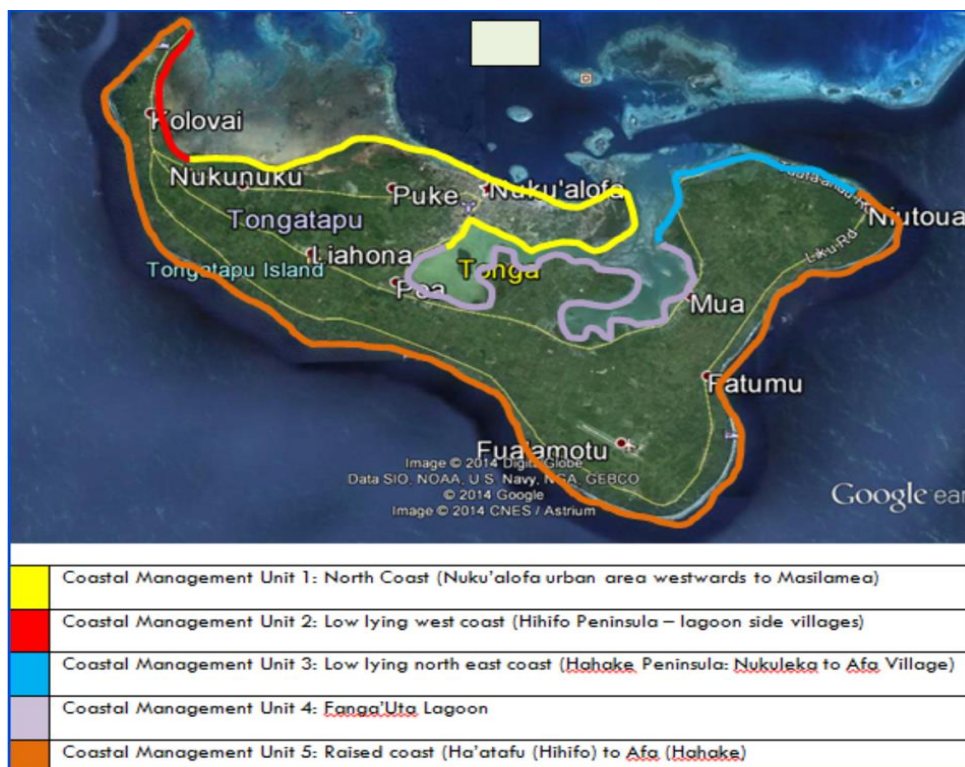 Kolovai
Nukunuku
Puke
Nuku'alofa
Niutoua
Tongatapu
Liku Rd
Liahona
Tonga
Tongatapu Island
Pea
Mua
Fatumu
Fua'amotu
Image © 2014 DigitalGlobe
Data SIO, NOAA, U.S. Navy, NGA, GEBCO
© 2014 Google
Image © 2014 CNES / Astrium
Google ear
Coastal Management Unit 1: North Coast (Nuku'alofa urban area westwards to Masilamea)
Coastal Management Unit 2: Low lying west coast (Hihifo Peninsula – lagoon side villages)
Coastal Management Unit 3: Low lying north east coast (Hahake Peninsula: Nukuleka to Afa Village)
Coastal Management Unit 4: Fanga'Uta Lagoon
Coastal Management Unit 5: Raised coast (Ha'atafu (Hihifo) to Afa (Hahake)